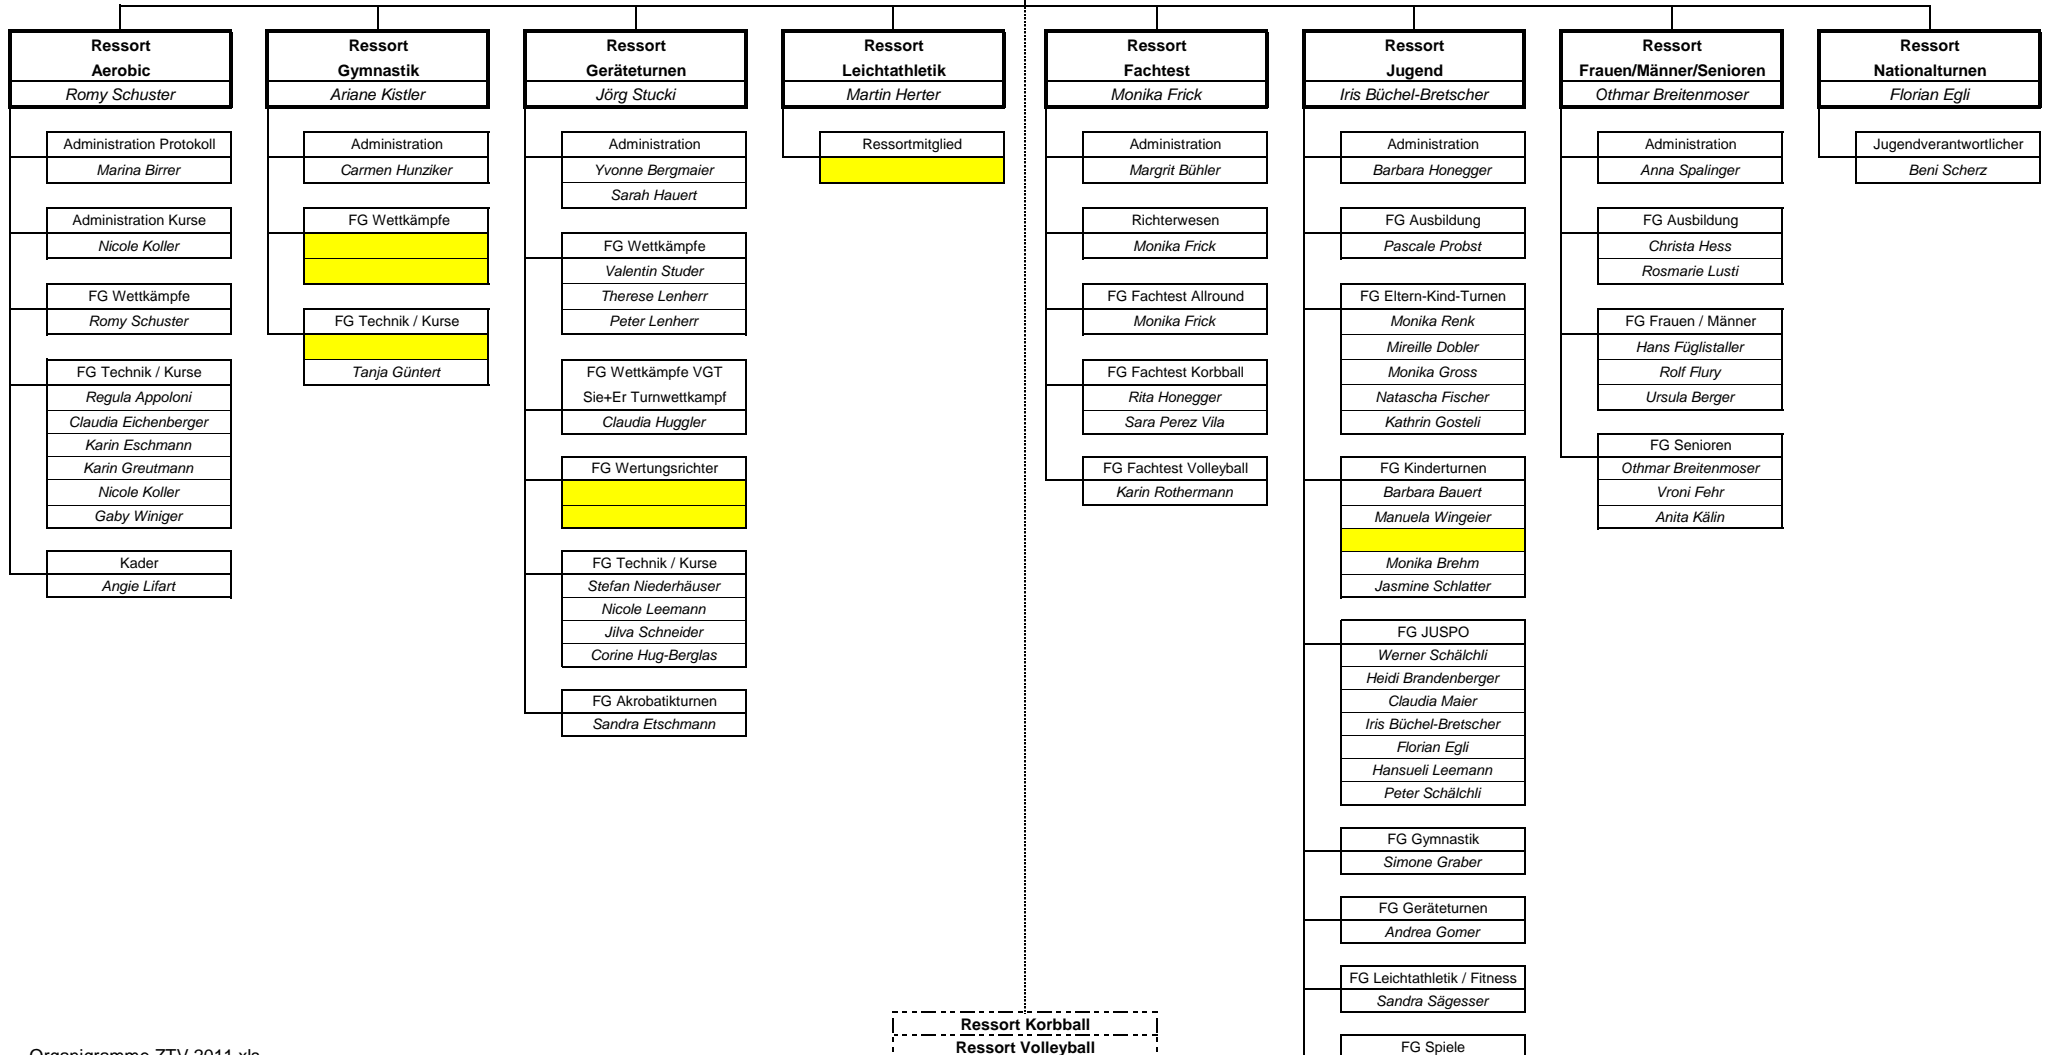 Ressort
Aerobic
Romy Schuster
Administration Protokoll
Marina Birrer
Administration Kurse
Nicole Koller
FG Wettkämpfe
Romy Schuster
FG Technik / Kurse
Regula Appoloni
Claudia Eichenberger
Karin Eschmann
Karin Greutmann
Nicole Koller
Gaby Winiger
Kader
Angie Lifart
Ressort
Gymnastik
Ariane Kistler
Administration
Carmen Hunziker
FG Wettkämpfe
FG Technik / Kurse
Tanja Güntert
Ressort
Geräteturnen
Jörg Stucki
Administration
Yvonne Bergmaier
Sarah Hauert
FG Wettkämpfe
Valentin Studer
Therese Lenherr
Peter Lenherr
FG Wettkämpfe VGT
Sie+Er Turnwettkampf
Claudia Huggler
FG Wertungsrichter
FG Technik / Kurse
Stefan Niederhäuser
Nicole Leemann
Jilva Schneider
Corine Hug-Berglas
FG Akrobatikturnen
Sandra Etschmann
Ressort
Leichtathletik
Martin Herter
Ressortmitglied
Ressort
Fachtest
Monika Frick
Administration
Margrit Bühler
Richterwesen
Monika Frick
FG Fachtest Allround
Monika Frick
FG Fachtest Korbball
Rita Honegger
Sara Perez Vila
FG Fachtest Volleyball
Karin Rothermann
Ressort
Jugend
Iris Büchel-Bretscher
Administration
Barbara Honegger
FG Ausbildung
Pascale Probst
FG Eltern-Kind-Turnen
Monika Renk
Mireille Dobler
Monika Gross
Natascha Fischer
Kathrin Gosteli
FG Kinderturnen
Barbara Bauert
Manuela Wingeier
Monika Brehm
Jasmine Schlatter
FG JUSPO
Werner Schälchli
Heidi Brandenberger
Claudia Maier
Iris Büchel-Bretscher
Florian Egli
Hansueli Leemann
Peter Schälchli
FG Gymnastik
Simone Graber
FG Geräteturnen
Andrea Gomer
FG Leichtathletik / Fitness
Sandra Sägesser
FG Spiele
Ressort
Frauen/Männer/Senioren
Othmar Breitenmoser
Administration
Anna Spalinger
FG Ausbildung
Christa Hess
Rosmarie Lusti
FG Frauen / Männer
Hans Füglistaller
Rolf Flury
Ursula Berger
FG Senioren
Othmar Breitenmoser
Vroni Fehr
Anita Kälin
Ressort
Nationalturnen
Florian Egli
Jugendverantwortlicher
Beni Scherz
Ressort Korbball
Ressort Volleyball
Organigramme ZTV 2011.xls